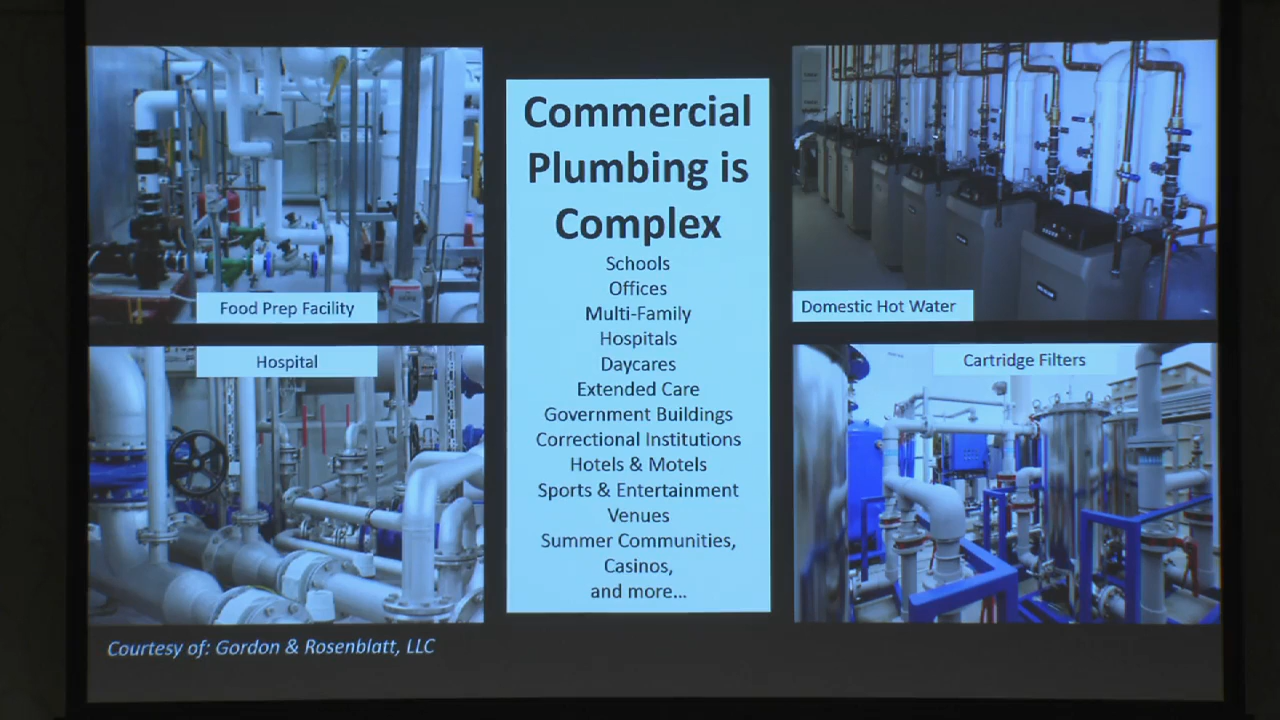 Commercial
Plumbing is
Complex
Schools
Offices
Multi-Family
Hospitals
Daycares
Extended Care
Government Buildings
Correctional Institutions
Hotels & Motels
Sports & Entertainment
Venues
Summer Communities,
Casinos,
and more...
Food Prep Facility
Domestic Hot Water
Hospital
Cartridge Filters
Courtesy of: Gordon & Rosenblatt, LLC